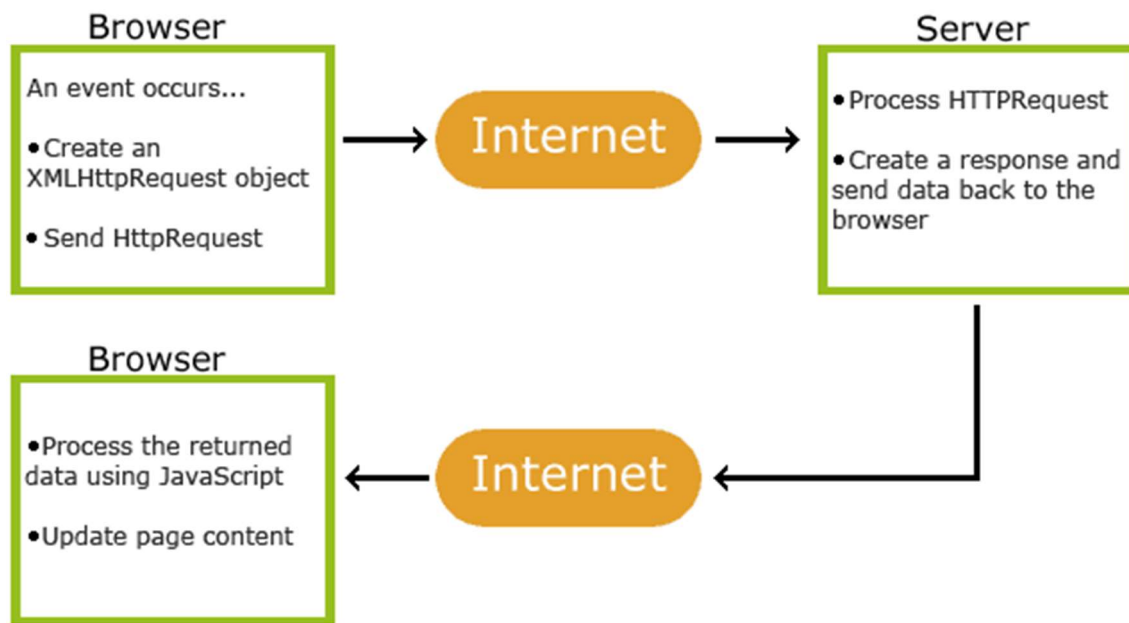 Browser
An event occurs...
•Create an
XMLHttpRequest object
• Send HttpRequest
Internet
Server
•Process HTTPRequest
•Create a response and
send data back to the
browser
Browser
•Process the returned
data using JavaScript
•Update page content
Internet